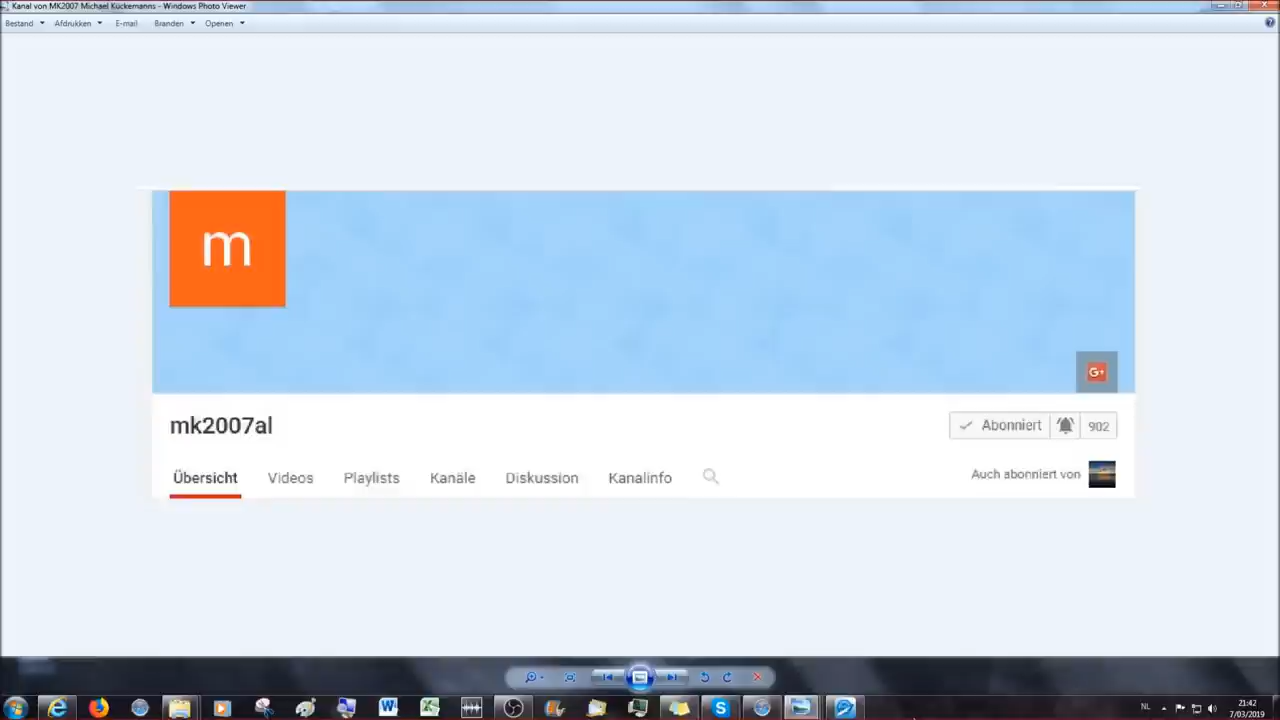 Kanal von MK2007 Michael Kückemanns - Windows Photo Viewer
Bestand Afdrukken E-mail Branden Openen
m
G+
mk2007al
Abonniert 902
Übersicht Videos Playlists Kanäle Diskussion Kanalinfo
Auch abonniert von
NL
21:42
7/03/2019